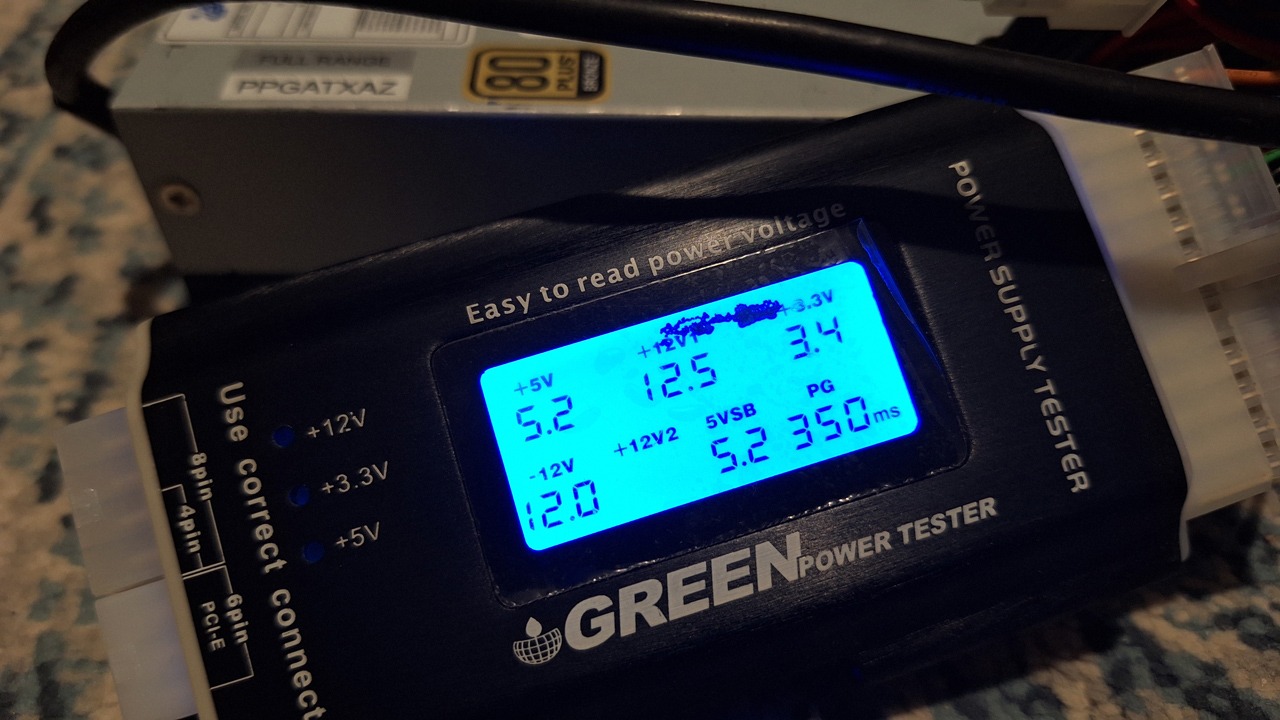 FULL RANGE
PPGATXAZ
80
PLUS
BRONZE
Easy to read power voltage
POWER SUPPLY TESTER
+5V
5.2
+12V1
12.5
+3.3V
3.4
-12V
12.0
+12V2
5VSB
5.2
PG
350ms
+12V
+3.3V
+5V
Use correct connect
8pin
4pin
6pin
PCI-E
GREEN POWER TESTER